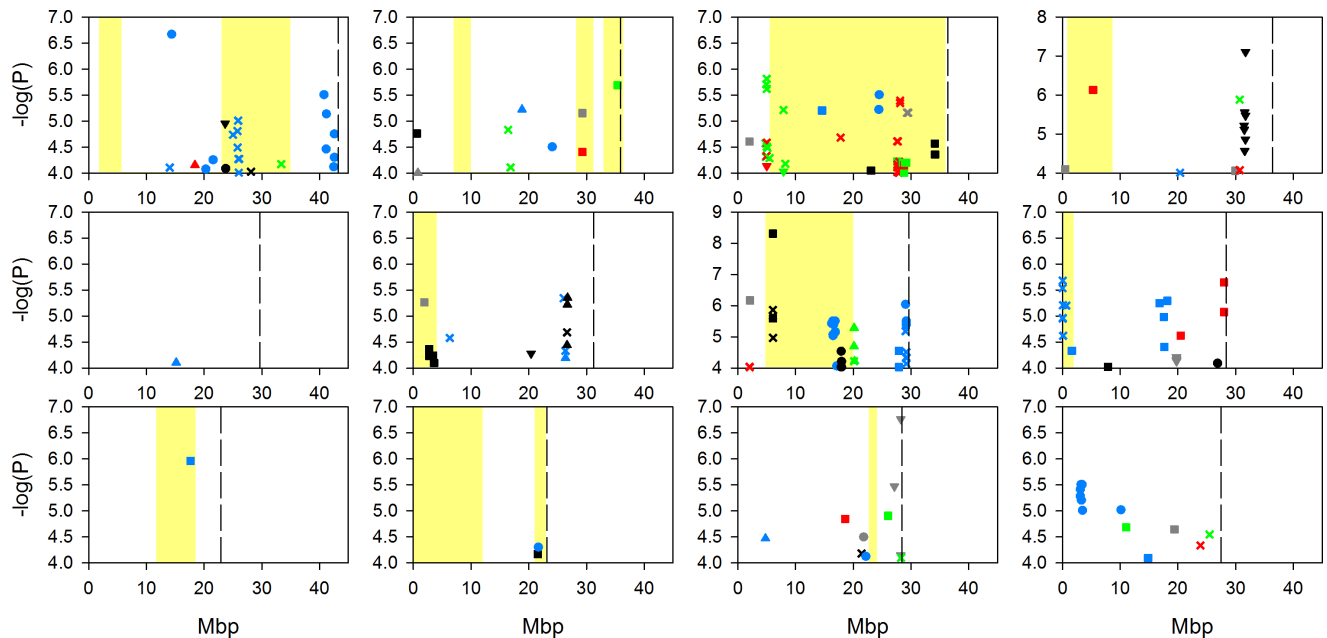 7.0 7.0 7.0 8
6.5 6.5 6.5
6.0 6.0 6.0 7
-log(P) 5.5 5.5 5.5 6
5.0 5.0 5.0
4.5 4.5 4.5 5
4.0 4.0 4.0 4
0 10 20 30 40 0 10 20 30 40 0 10 20 30 40 0 10 20 30 40
7.0 7.0 9 7.0
6.5 6.5 8 6.5
6.0 6.0 7 6.0
-log(P) 5.5 5.5 6 5.5
5.0 5.0 5.0
4.5 4.5 5 4.5
4.0 4.0 4 4.0
0 10 20 30 40 0 10 20 30 40 0 10 20 30 40 0 10 20 30 40
7.0 7.0 7.0 7.0
6.5 6.5 6.5 6.5
6.0 6.0 6.0 6.0
-log(P) 5.5 5.5 5.5 5.5
5.0 5.0 5.0 5.0
4.5 4.5 4.5 4.5
4.0 4.0 4.0 4.0
0 10 20 30 40 0 10 20 30 40 0 10 20 30 40 0 10 20 30 40
Mbp Mbp Mbp Mbp